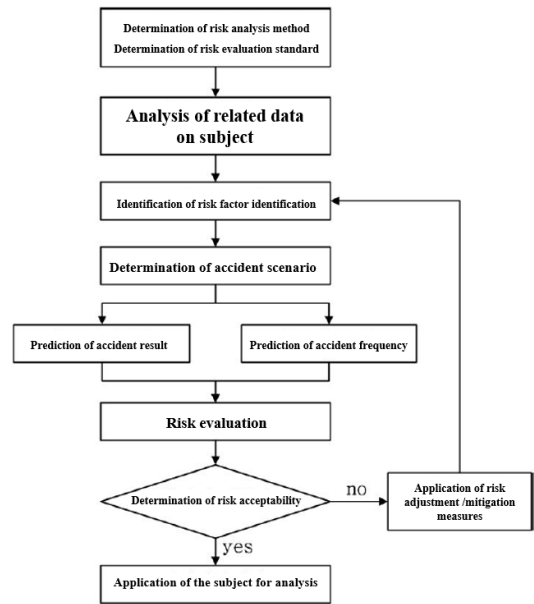 Determination of risk analysis method
Determination of risk evaluation standard
Analysis of related data
on subject
Identification of risk factor identification
Determination of accident scenario
Prediction of accident result
Prediction of accident frequency
Risk evaluation
Determination of risk acceptability
no
Application of risk
adjustment /mitigation
measures
yes
Application of the subject for analysis